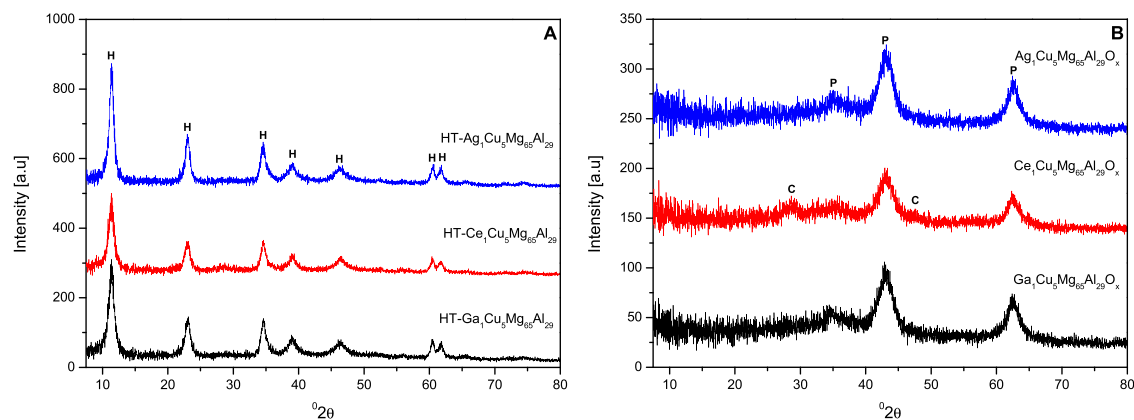 A
Intensity [a.u]
1000
800
600
400
200
0
H
H
H
H
H
H H
HT-Ag₁Cu₅Mg₆₅Al₂₉
HT-Ce₁Cu₅Mg₆₅Al₂₉
HT-Ga₁Cu₅Mg₆₅Al₂₉
10 20 30 40 50 60 70 80
⁰2θ
B
Intensity [a.u]
350
300
250
200
150
100
50
0
P
P
P
Ag₁Cu₅Mg₆₅Al₂₉Oₓ
C
C
Ce₁Cu₅Mg₆₅Al₂₉Oₓ
Ga₁Cu₅Mg₆₅Al₂₉Oₓ
10 20 30 40 50 60 70 80
⁰2θ